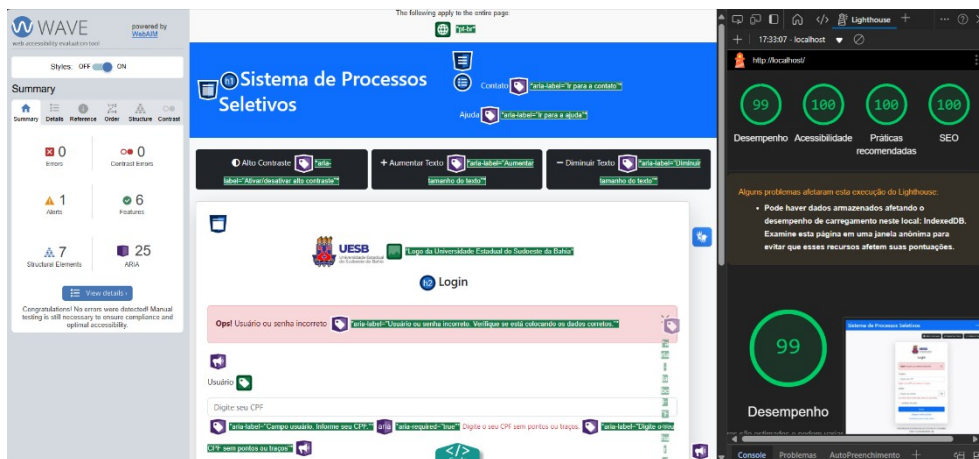 WAVE
web accessibility evaluation tool
powered by
WebAIM
Styles: OFF ON
Summary
Summary Details Reference Order Structure Contrast
0
Errors
0
Contrast Errors
1
Alerts
6
Features
7
Structural Elements
25
ARIA
View details ›
Congratulations! No errors were detected! Manual
testing is still necessary to ensure compliance and
optimal accessibility.
The following apply to the entire page:
"pt-br"
h1 Sistema de Processos
Seletivos
Contato *"aria-label="Ir para a contato"*
Ajuda *"aria-label="Ir para a ajuda"*
Alto Contraste *"aria-
label="Ativar/desativar alto contraste"*
+ Aumentar Texto *"aria-label="Aumentar
tamanho do texto"*
− Diminuir Texto *"aria-label="Diminuir
tamanho do texto"*
UESB
Universidade Estadual
do Sudoeste da Bahia
*"Logo da Universidade Estadual do Sudoeste da Bahia"
h2 Login
Ops! Usuário ou senha incorreto *"aria-label="Usuário ou senha incorreto. Verifique se está colocando os dados corretos."*
Usuário
Digite seu CPF
*"aria-label="Campo usuário. Informe seu CPF."* aria *"aria-required="true"* Digite o seu CPF sem pontos ou traços. *"aria-label="Digite o seu
CPF sem pontos ou traços"*
</>
Lighthouse
17:33:07 - localhost
http://localhost/
99
100
100
100
Desempenho
Acessibilidade
Práticas
recomendadas
SEO
Alguns problemas afetaram esta execução do Lighthouse:
• Pode haver dados armazenados afetando o
desempenho de carregamento neste local: IndexedDB.
Examine esta página em uma janela anônima para
evitar que esses recursos afetem suas pontuações.
99
Desempenho
Sistema de Processos Seletivos
UESB
Login
Console Problemas AutoPreenchimento